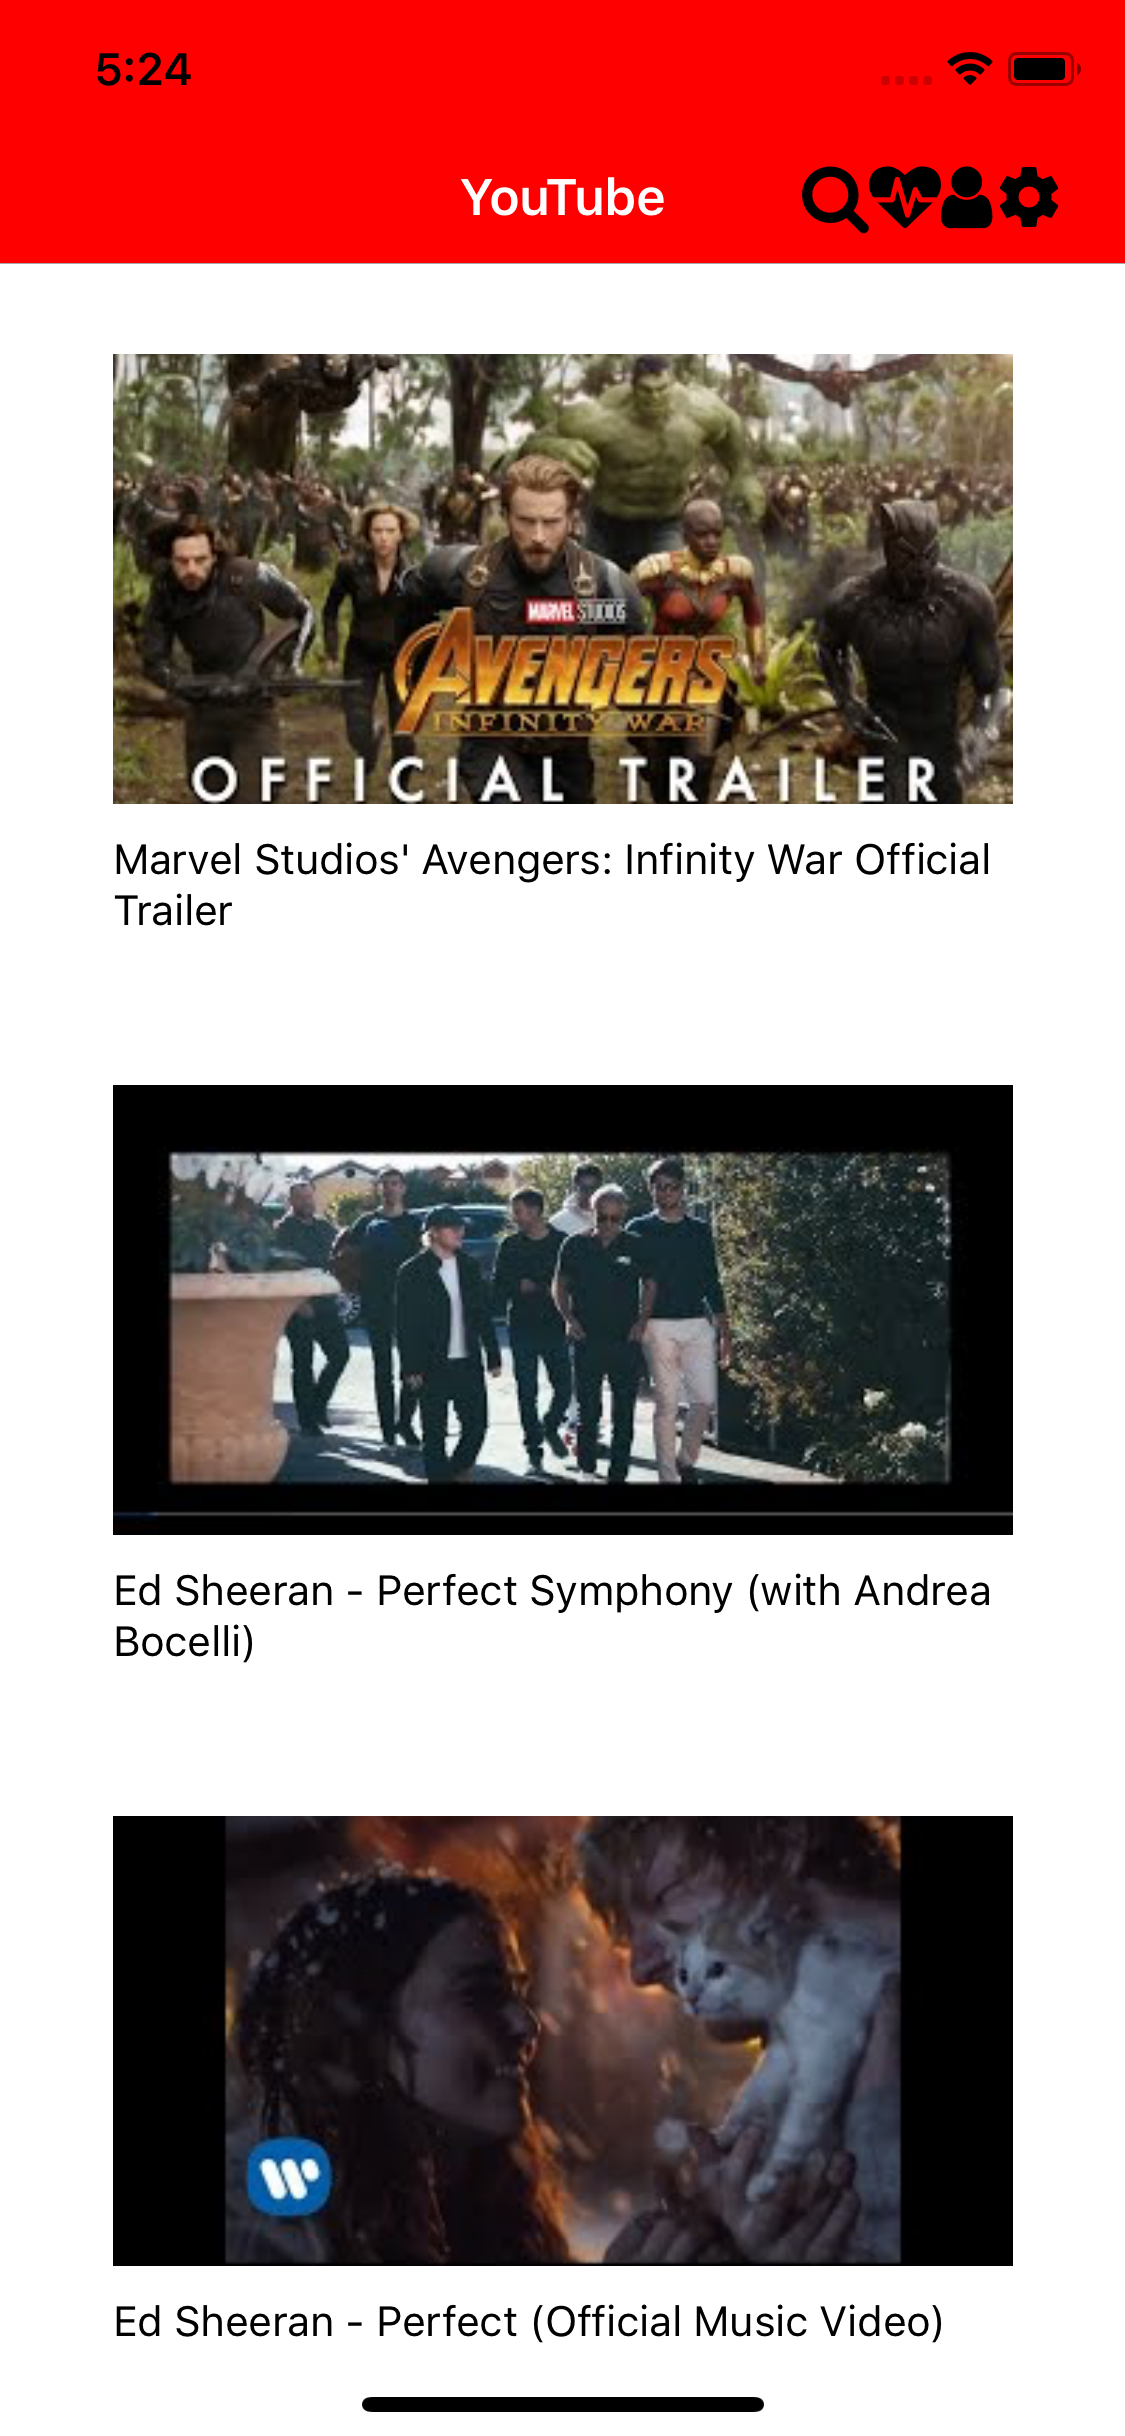 5:24
YouTube
MARVEL STUDIOS
AVENGERS
INFINITY WAR
OFFICIAL TRAILER
Marvel Studios' Avengers: Infinity War Official
Trailer
Ed Sheeran - Perfect Symphony (with Andrea
Bocelli)
Ed Sheeran - Perfect (Official Music Video)